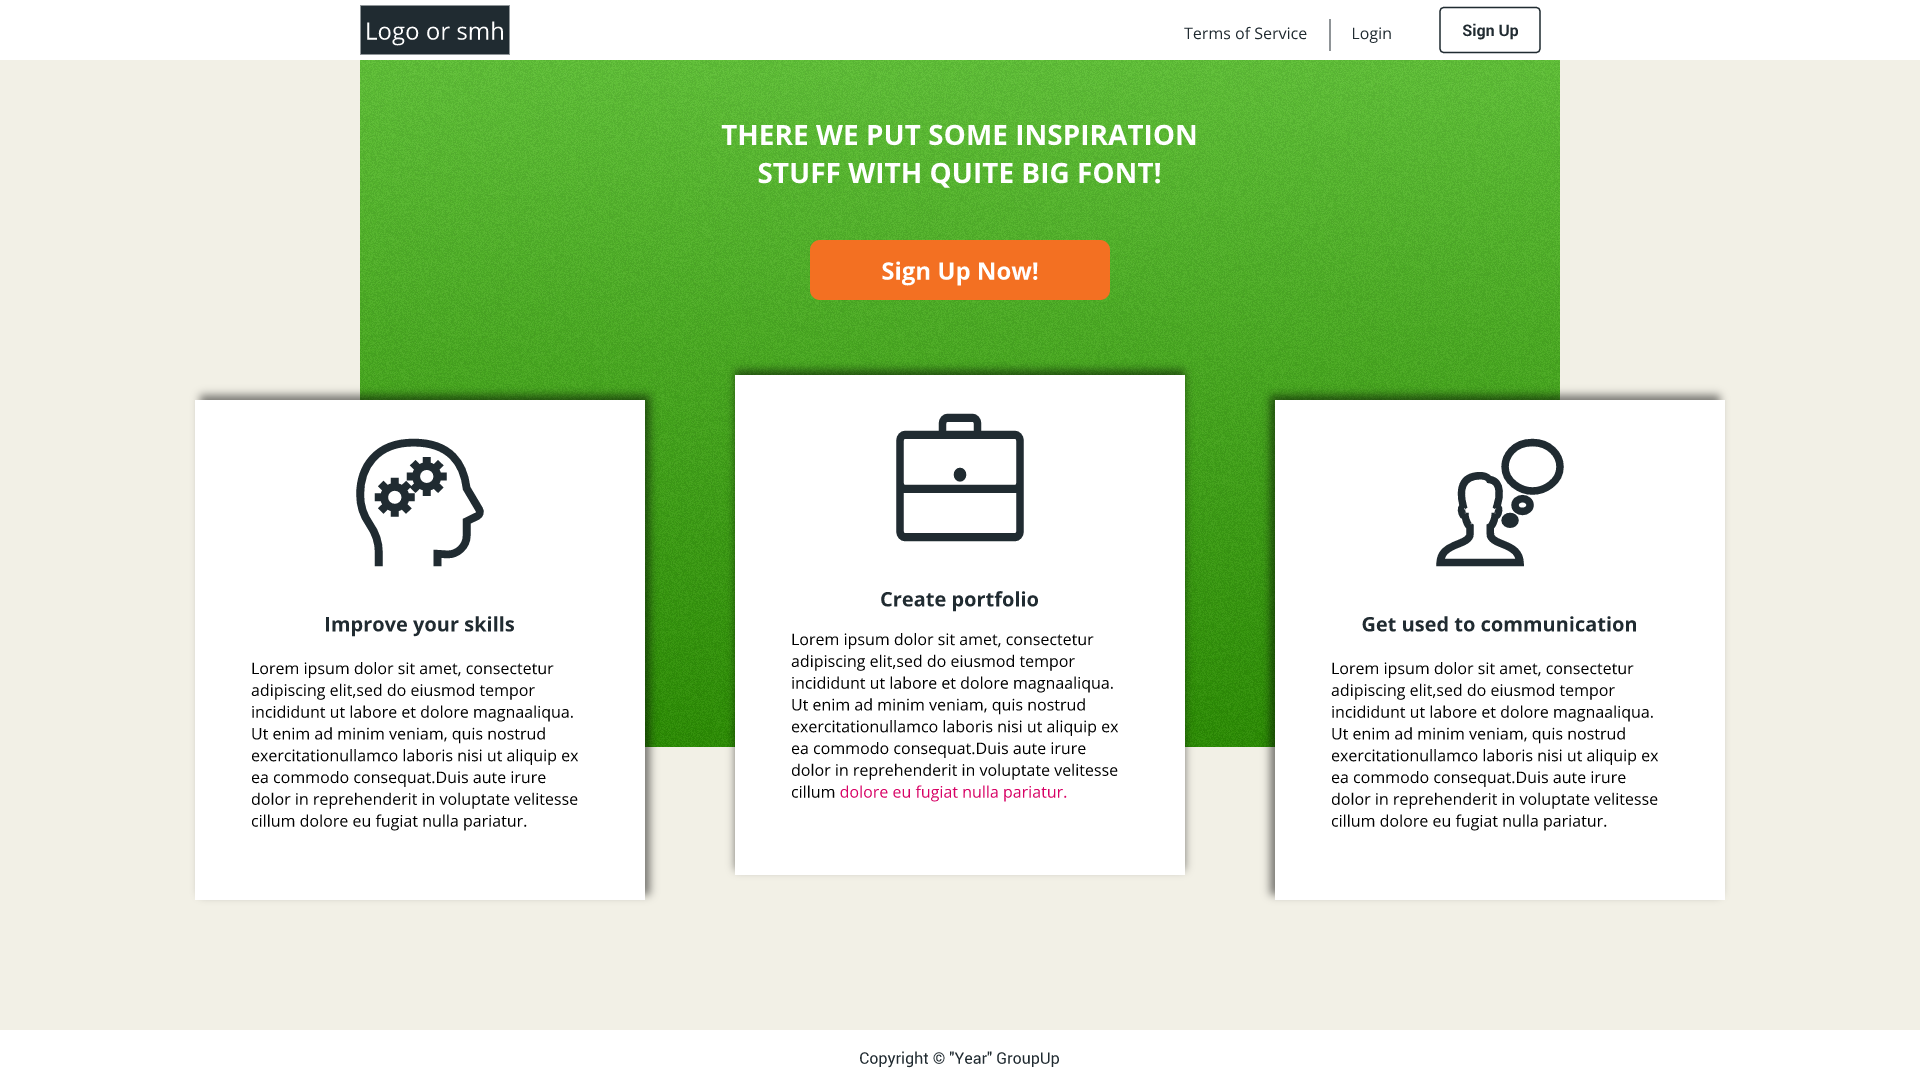 Logo or smh
Terms of Service
Login
Sign Up
THERE WE PUT SOME INSPIRATION
STUFF WITH QUITE BIG FONT!
Sign Up Now!
Improve your skills
Lorem ipsum dolor sit amet, consectetur
adipiscing elit,sed do eiusmod tempor
incididunt ut labore et dolore magnaaliqua.
Ut enim ad minim veniam, quis nostrud
exercitationullamco laboris nisi ut aliquip ex
ea commodo consequat.Duis aute irure
dolor in reprehenderit in voluptate velitesse
cillum dolore eu fugiat nulla pariatur.
Create portfolio
Lorem ipsum dolor sit amet, consectetur
adipiscing elit,sed do eiusmod tempor
incididunt ut labore et dolore magnaaliqua.
Ut enim ad minim veniam, quis nostrud
exercitationullamco laboris nisi ut aliquip ex
ea commodo consequat.Duis aute irure
dolor in reprehenderit in voluptate velitesse
cillum dolore eu fugiat nulla pariatur.
Get used to communication
Lorem ipsum dolor sit amet, consectetur
adipiscing elit,sed do eiusmod tempor
incididunt ut labore et dolore magnaaliqua.
Ut enim ad minim veniam, quis nostrud
exercitationullamco laboris nisi ut aliquip ex
ea commodo consequat.Duis aute irure
dolor in reprehenderit in voluptate velitesse
cillum dolore eu fugiat nulla pariatur.
Copyright © "Year" GroupUp